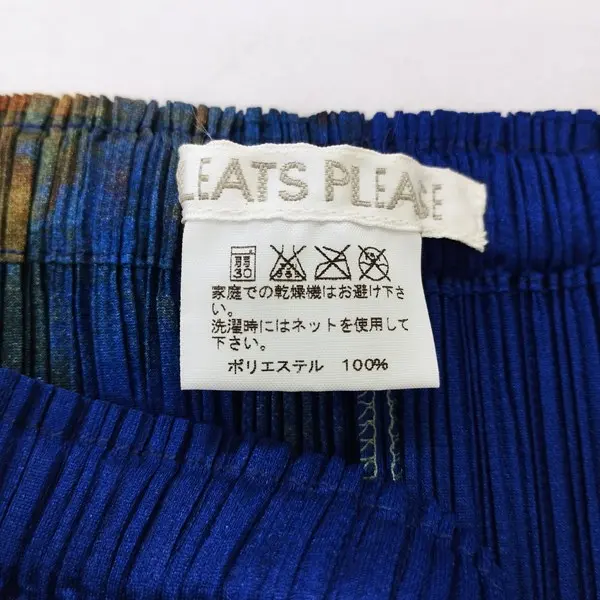 LEATS PLEASE
弱
30
家庭での乾燥機はお避け下さ
い。
洗濯時にはネットを使用して
下さい。
ポリエステル 100%